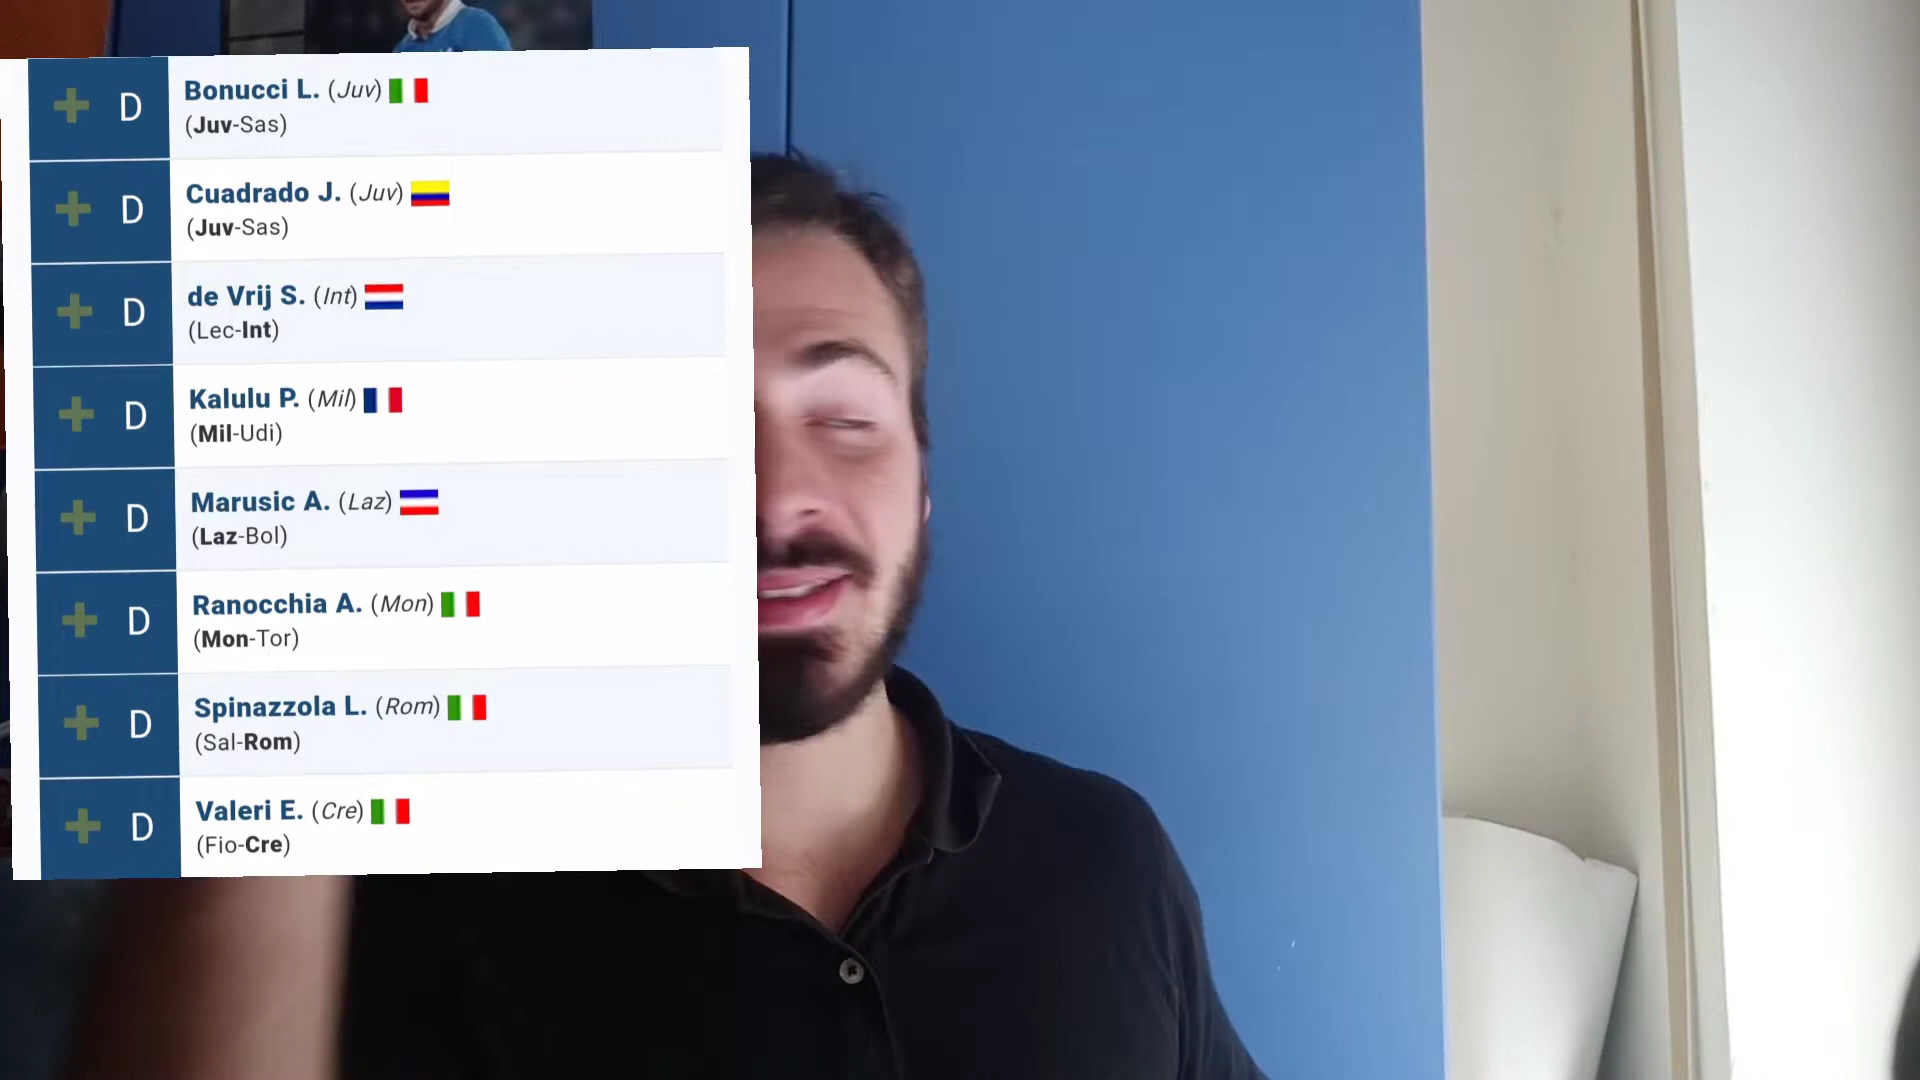 D
Bonucci L. (Juv)
(Juv-Sas)
D
Cuadrado J. (Juv)
(Juv-Sas)
D
de Vrij S. (Int)
(Lec-Int)
D
Kalulu P. (Mil)
(Mil-Udi)
D
Marusic A. (Laz)
(Laz-Bol)
D
Ranocchia A. (Mon)
(Mon-Tor)
D
Spinazzola L. (Rom)
(Sal-Rom)
D
Valeri E. (Cre)
(Fio-Cre)